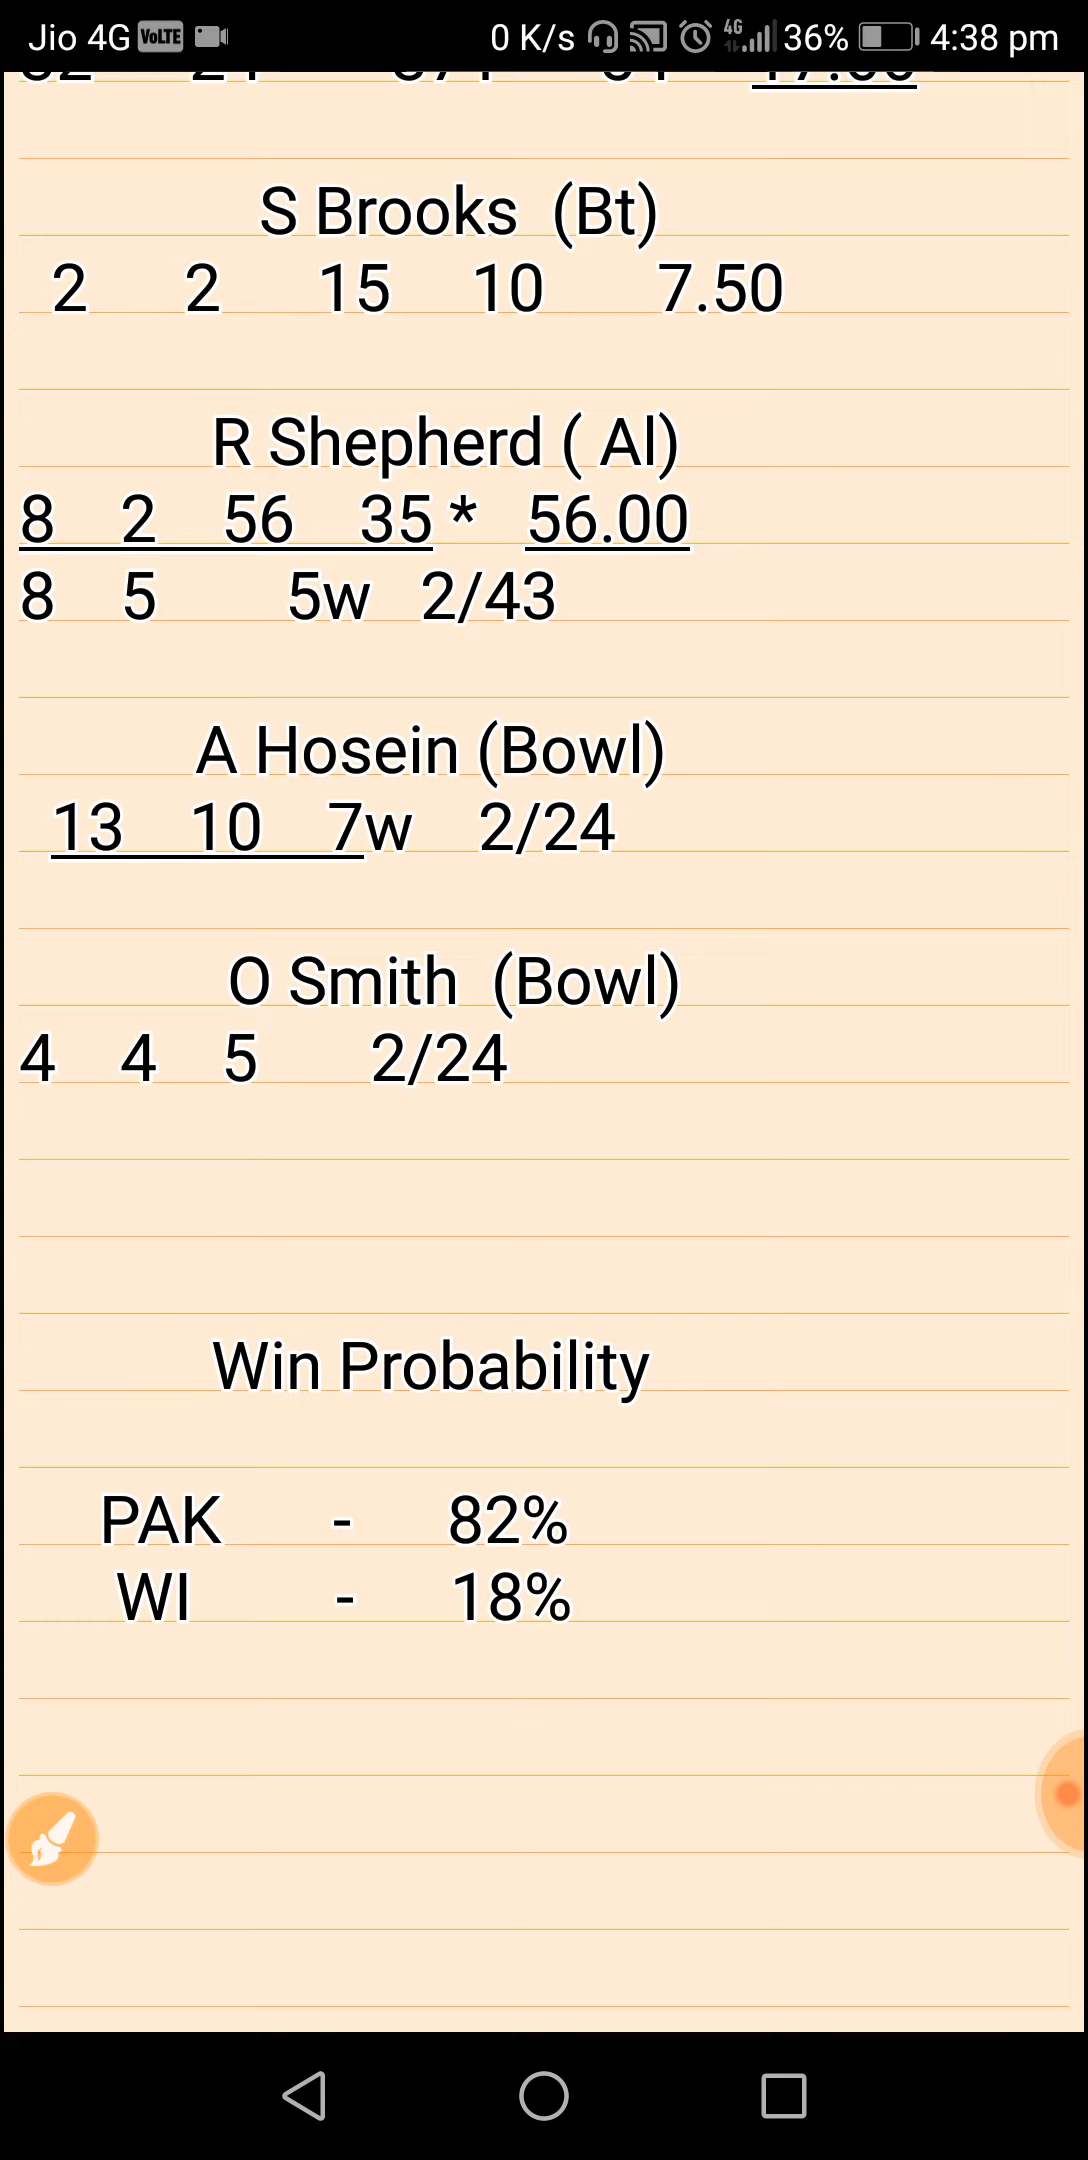 Jio 4G VoLTE 0 K/s 4G 36% 4:38 pm
S Brooks (Bt)
2 2 15 10 7.50
R Shepherd ( Al)
8 2 56 35 * 56.00
8 5 5w 2/43
A Hosein (Bowl)
13 10 7w 2/24
O Smith (Bowl)
4 4 5 2/24
Win Probability
PAK - 82%
WI - 18%